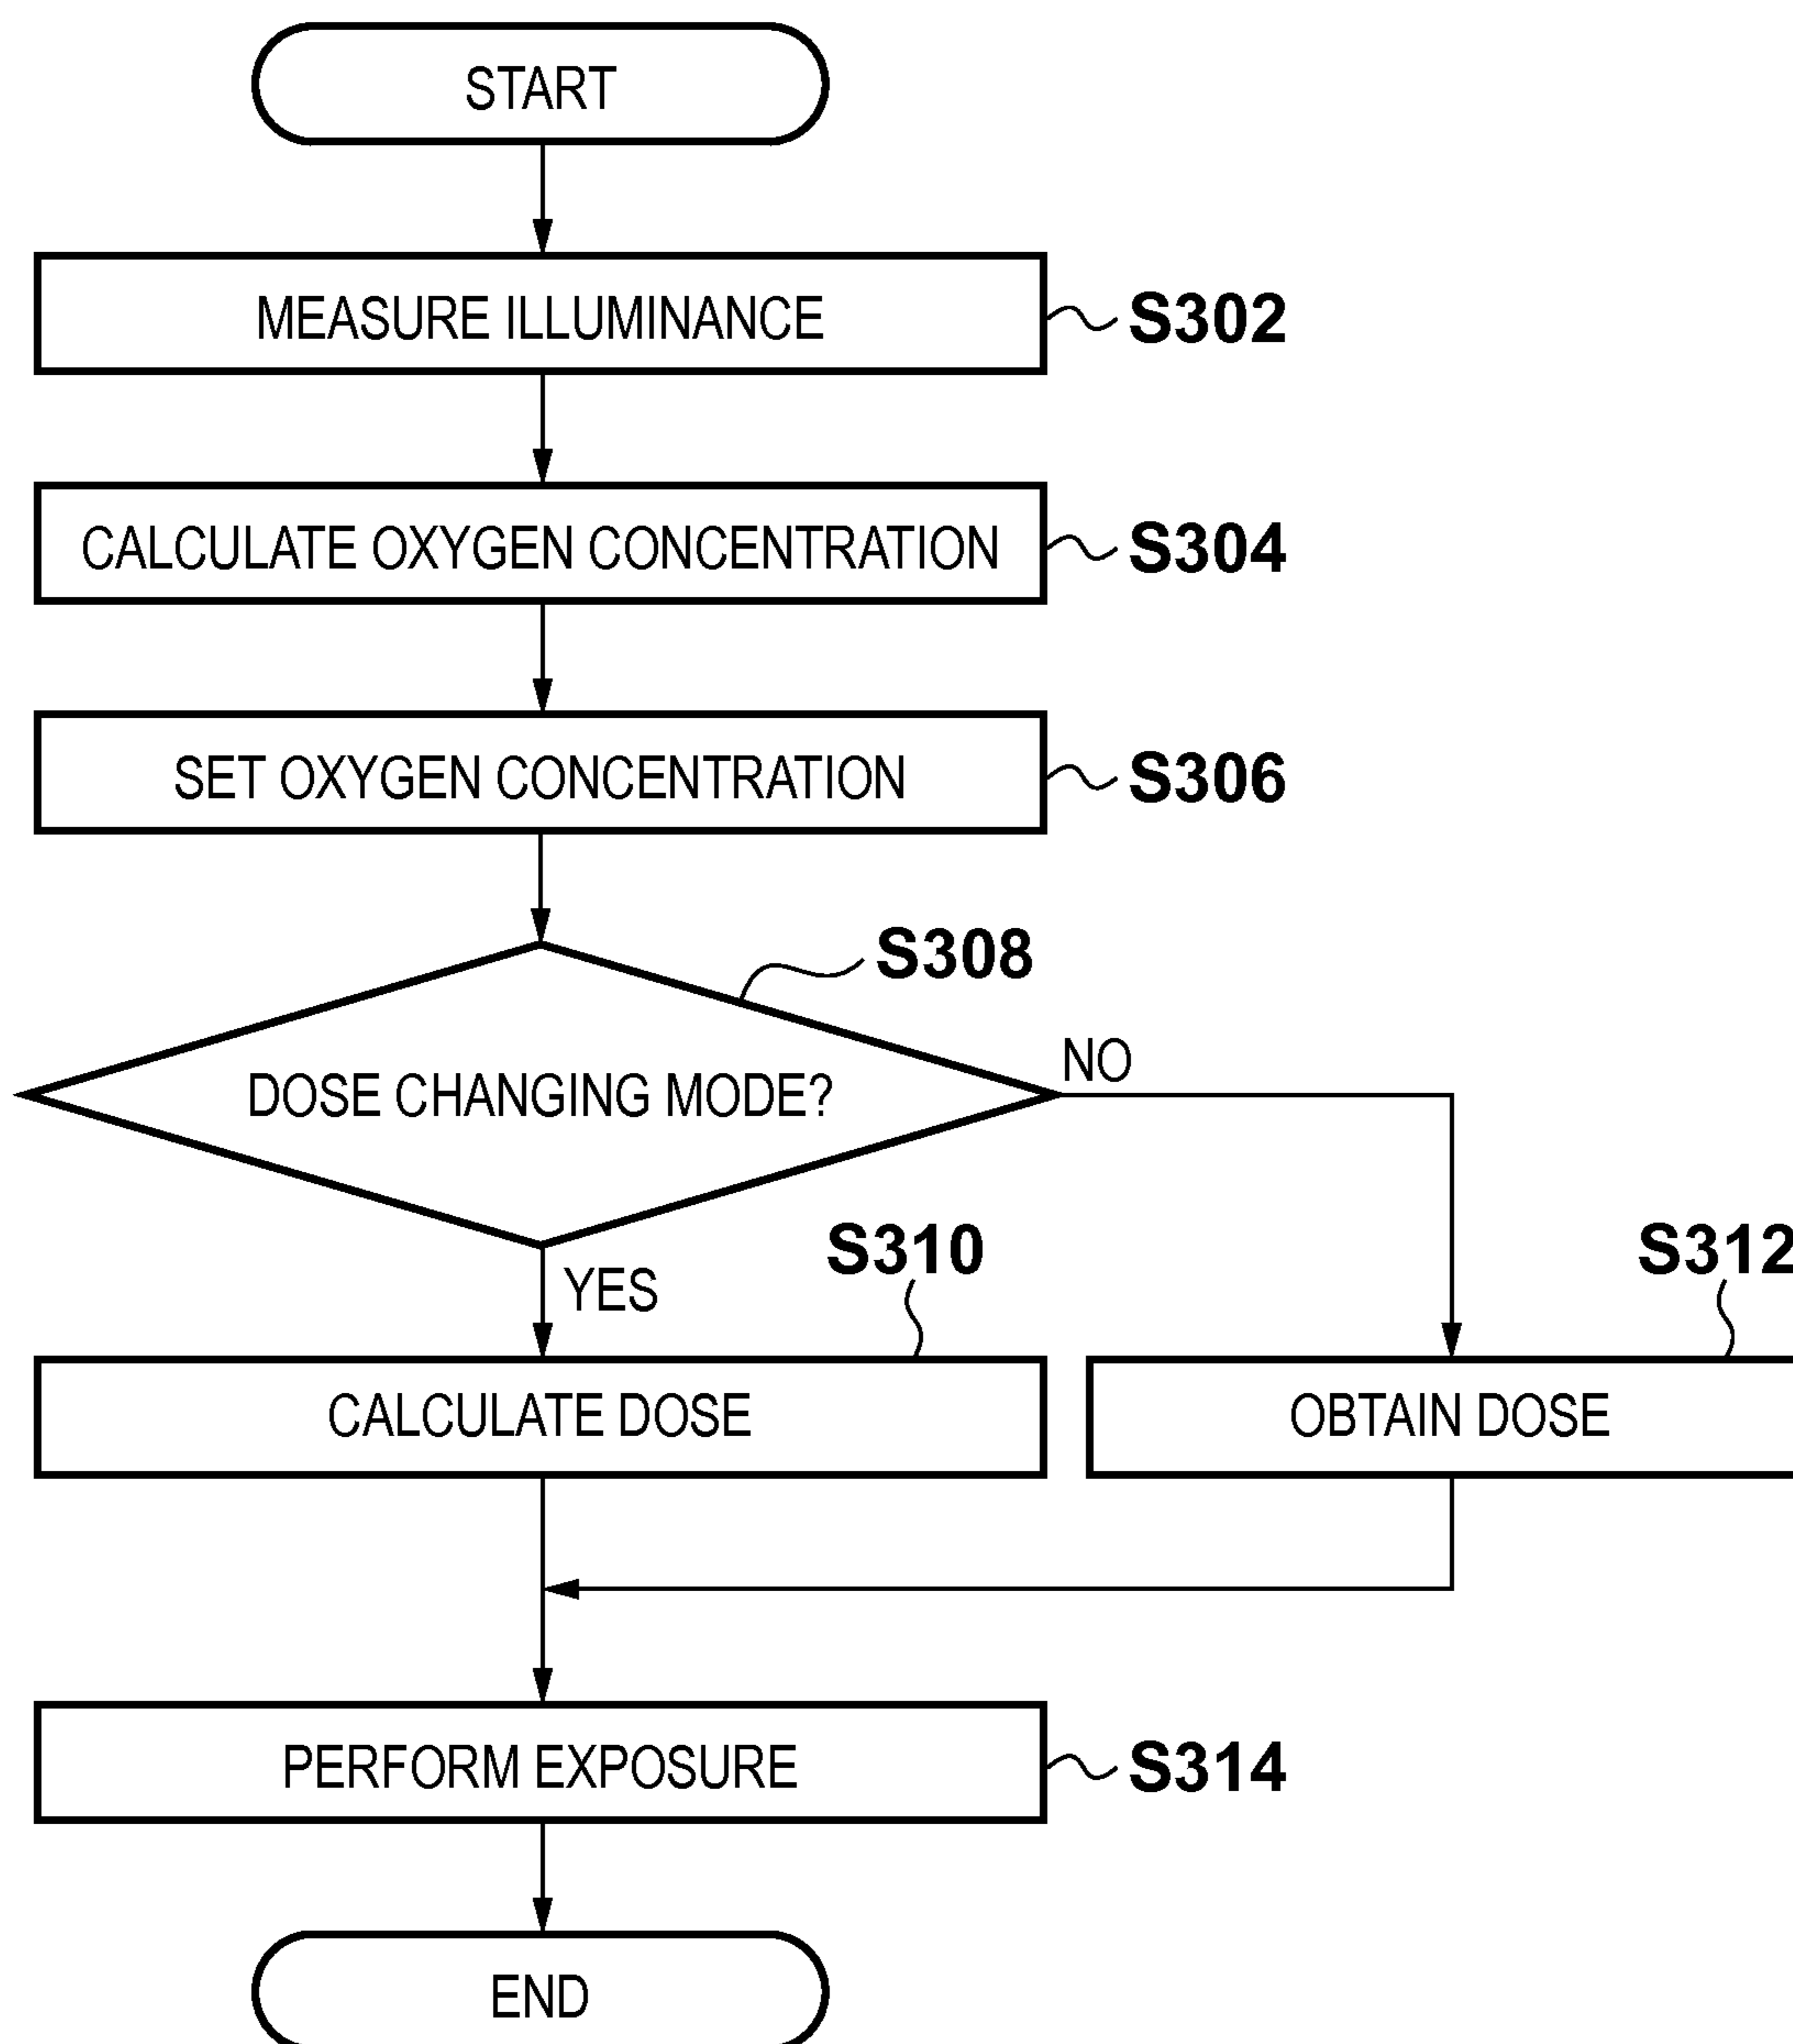 START
MEASURE ILLUMINANCE
S302
CALCULATE OXYGEN CONCENTRATION
S304
SET OXYGEN CONCENTRATION
S306
S308
DOSE CHANGING MODE?
NO
YES
S310
S312
CALCULATE DOSE
OBTAIN DOSE
PERFORM EXPOSURE
S314
END